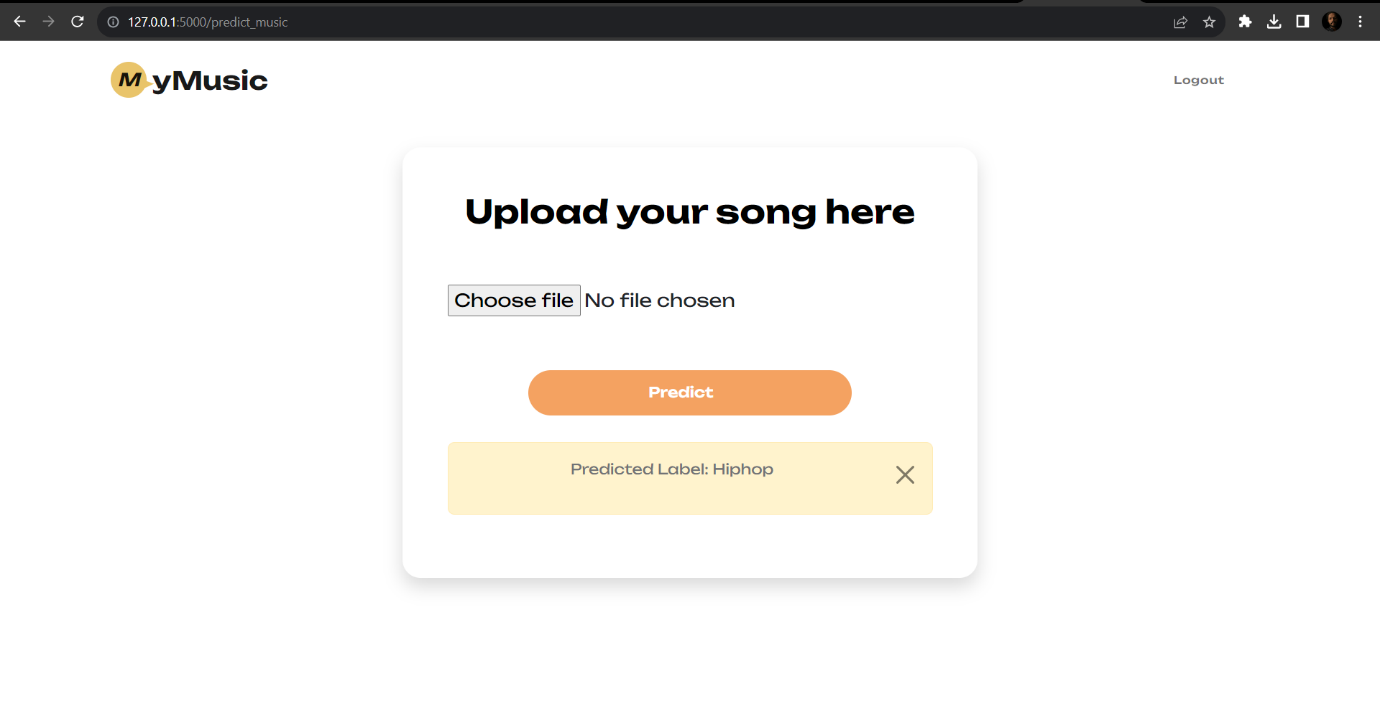 127.0.0.1:5000/predict_music
MyMusic
Logout
Upload your song here
Choose file No file chosen
Predict
Predicted Label: Hiphop